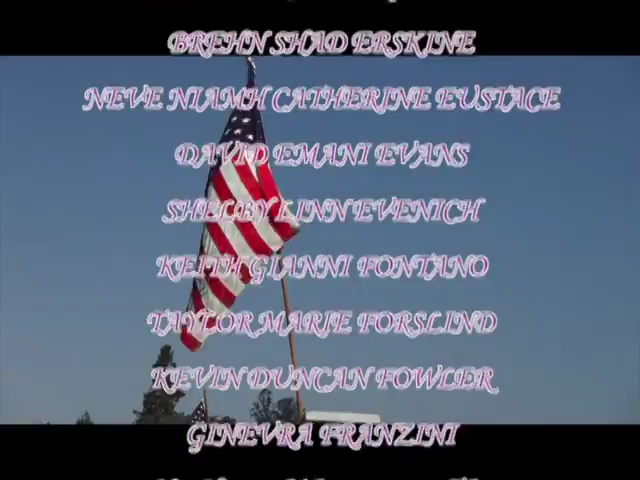 BREHN SHAD ERSKINE
NEVE NIAMH CATHERINE EUSTACE
DAVID EMANI EVANS
SHELBY LINN EVENICH
KEITH GIANNI FONTANO
TAYLOR MARIE FORSLIND
KEVIN DUNCAN FOWLER
GINEVRA FRANZINI